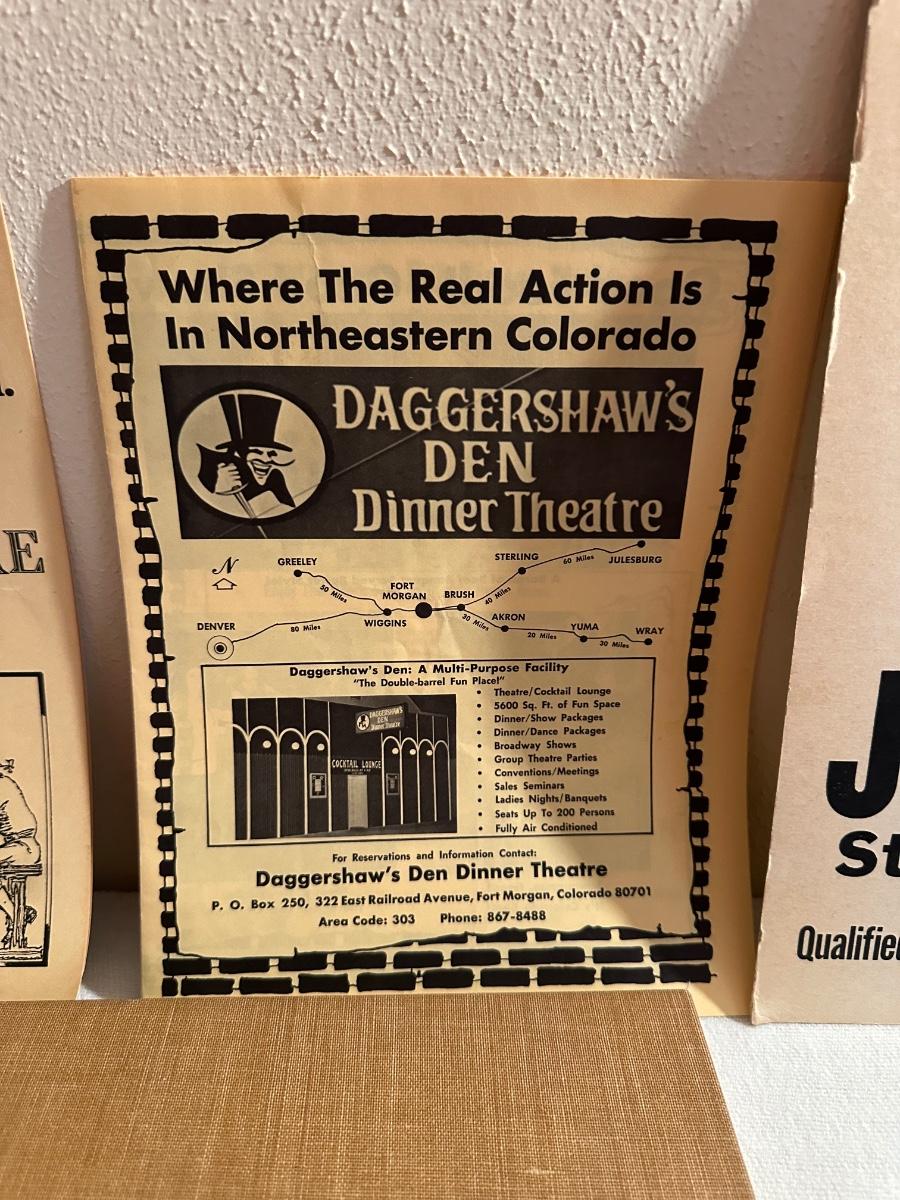 Where The Real Action Is
In Northeastern Colorado
DAGGERSHAW'S
DEN
Dinner Theatre
N
GREELEY
STERLING
60 Miles
JULESBURG
50 Miles
FORT
MORGAN
BRUSH
40 Miles
DENVER
80 Miles
WIGGINS
30 Miles
AKRON
20 Miles
YUMA
30 Miles
WRAY
Daggershaw's Den: A Multi-Purpose Facility
"The Double-barrel Fun Place!"
DAGGERSHAW'S
DEN
Dinner Theatre
COCKTAIL LOUNGE
• Theatre/Cocktail Lounge
• 5600 Sq. Ft. of Fun Space
• Dinner/Show Packages
• Dinner/Dance Packages
• Broadway Shows
• Group Theatre Parties
• Conventions/Meetings
• Sales Seminars
• Ladies Nights/Banquets
• Seats Up To 200 Persons
• Fully Air Conditioned
For Reservations and Information Contact:
Daggershaw's Den Dinner Theatre
P. O. Box 250, 322 East Railroad Avenue, Fort Morgan, Colorado 80701
Area Code: 303 Phone: 867-8488
J
St
Qualified